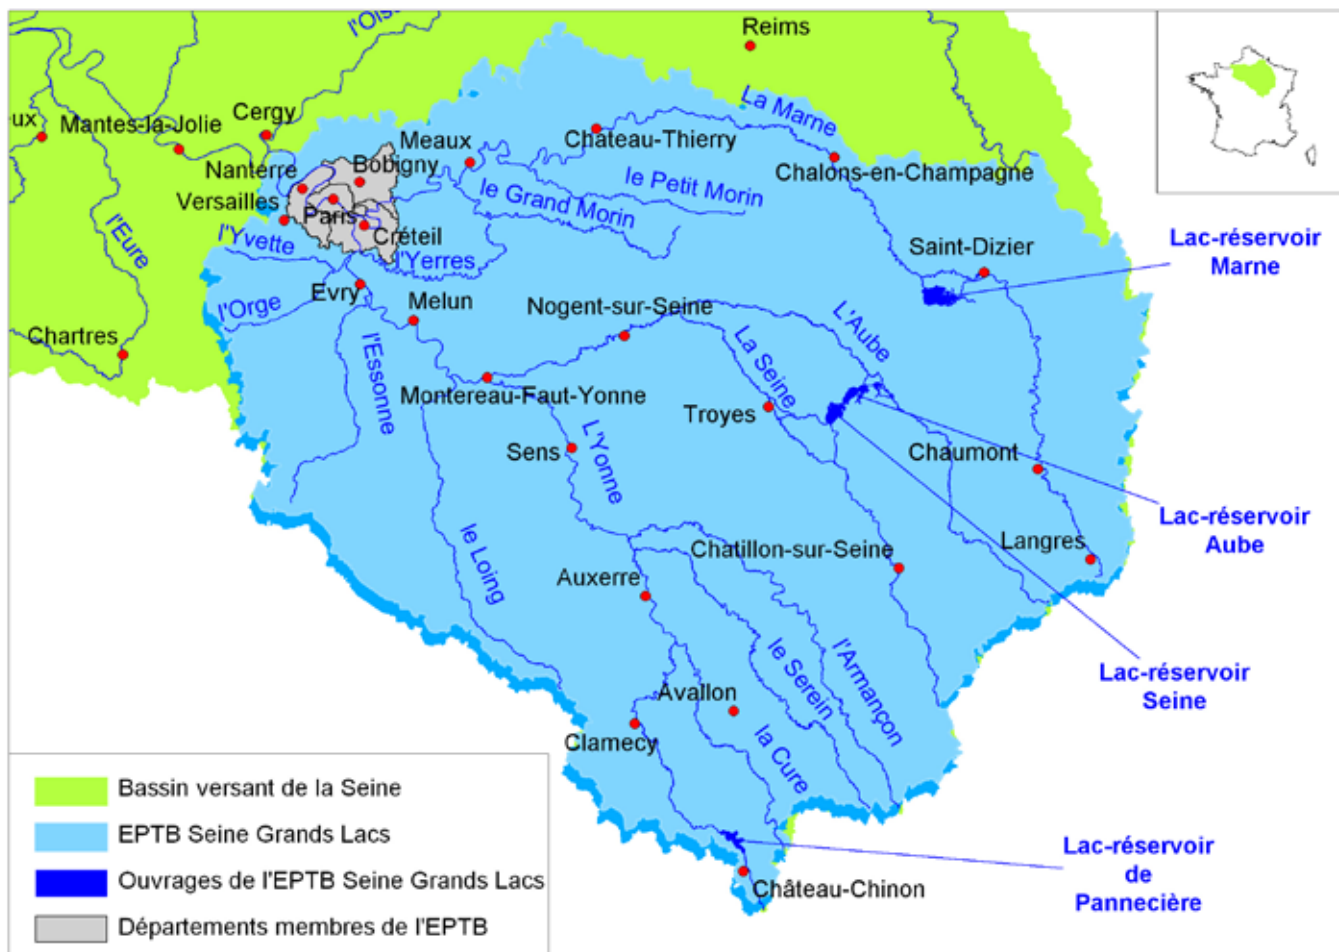 l'Oise
Reims
La Marne
Cergy
eux
Mantes-la-Jolie
Meaux
Chateau-Thierry
Nanterre
Bobigny
Chalons-en-Champagne
le Petit Morin
Versailles
Paris
le Grand Morin
l'Eure
l'Yvette
Créteil
l'Yerres
Saint-Dizier
Lac-réservoir
Marne
Evry
Melun
Nogent-sur-Seine
L'Aube
l'Orge
Chartres
l'Essonne
La Seine
Montereau-Faut-Yonne
Troyes
Sens
L'Yonne
Chaumont
Lac-réservoir
Aube
le Loing
Chatillon-sur-Seine
Langres
Auxerre
le Serein
l'Armançon
Lac-réservoir
Seine
Avallon
Clamecy
la Cure
Bassin versant de la Seine
EPTB Seine Grands Lacs
Ouvrages de l'EPTB Seine Grands Lacs
Départements membres de l'EPTB
Lac-réservoir
de
Pannecière
Château-Chinon